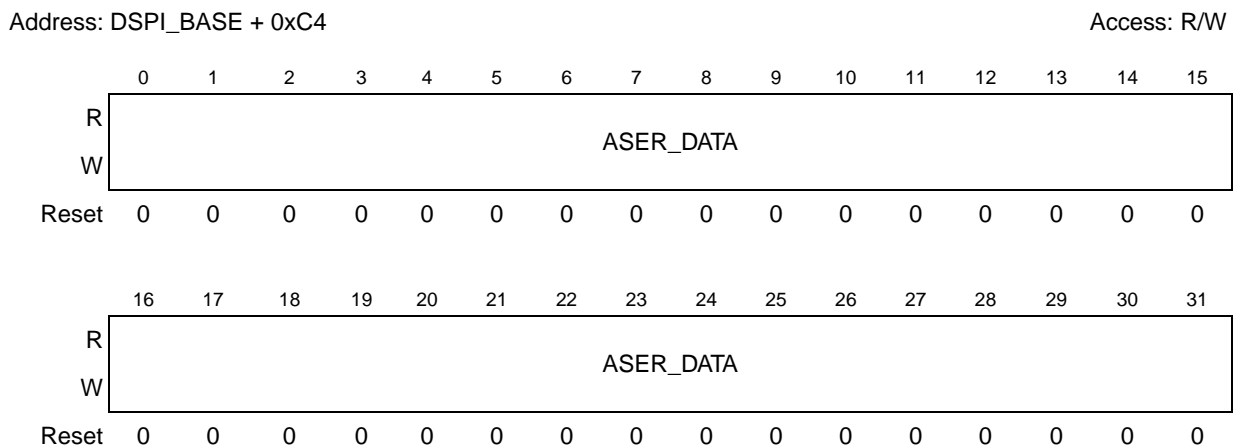 Address: DSPI_BASE + 0xC4 Access: R/W
0 1 2 3 4 5 6 7 8 9 10 11 12 13 14 15
R
ASER_DATA
W
Reset 0 0 0 0 0 0 0 0 0 0 0 0 0 0 0 0
16 17 18 19 20 21 22 23 24 25 26 27 28 29 30 31
R
ASER_DATA
W
Reset 0 0 0 0 0 0 0 0 0 0 0 0 0 0 0 0